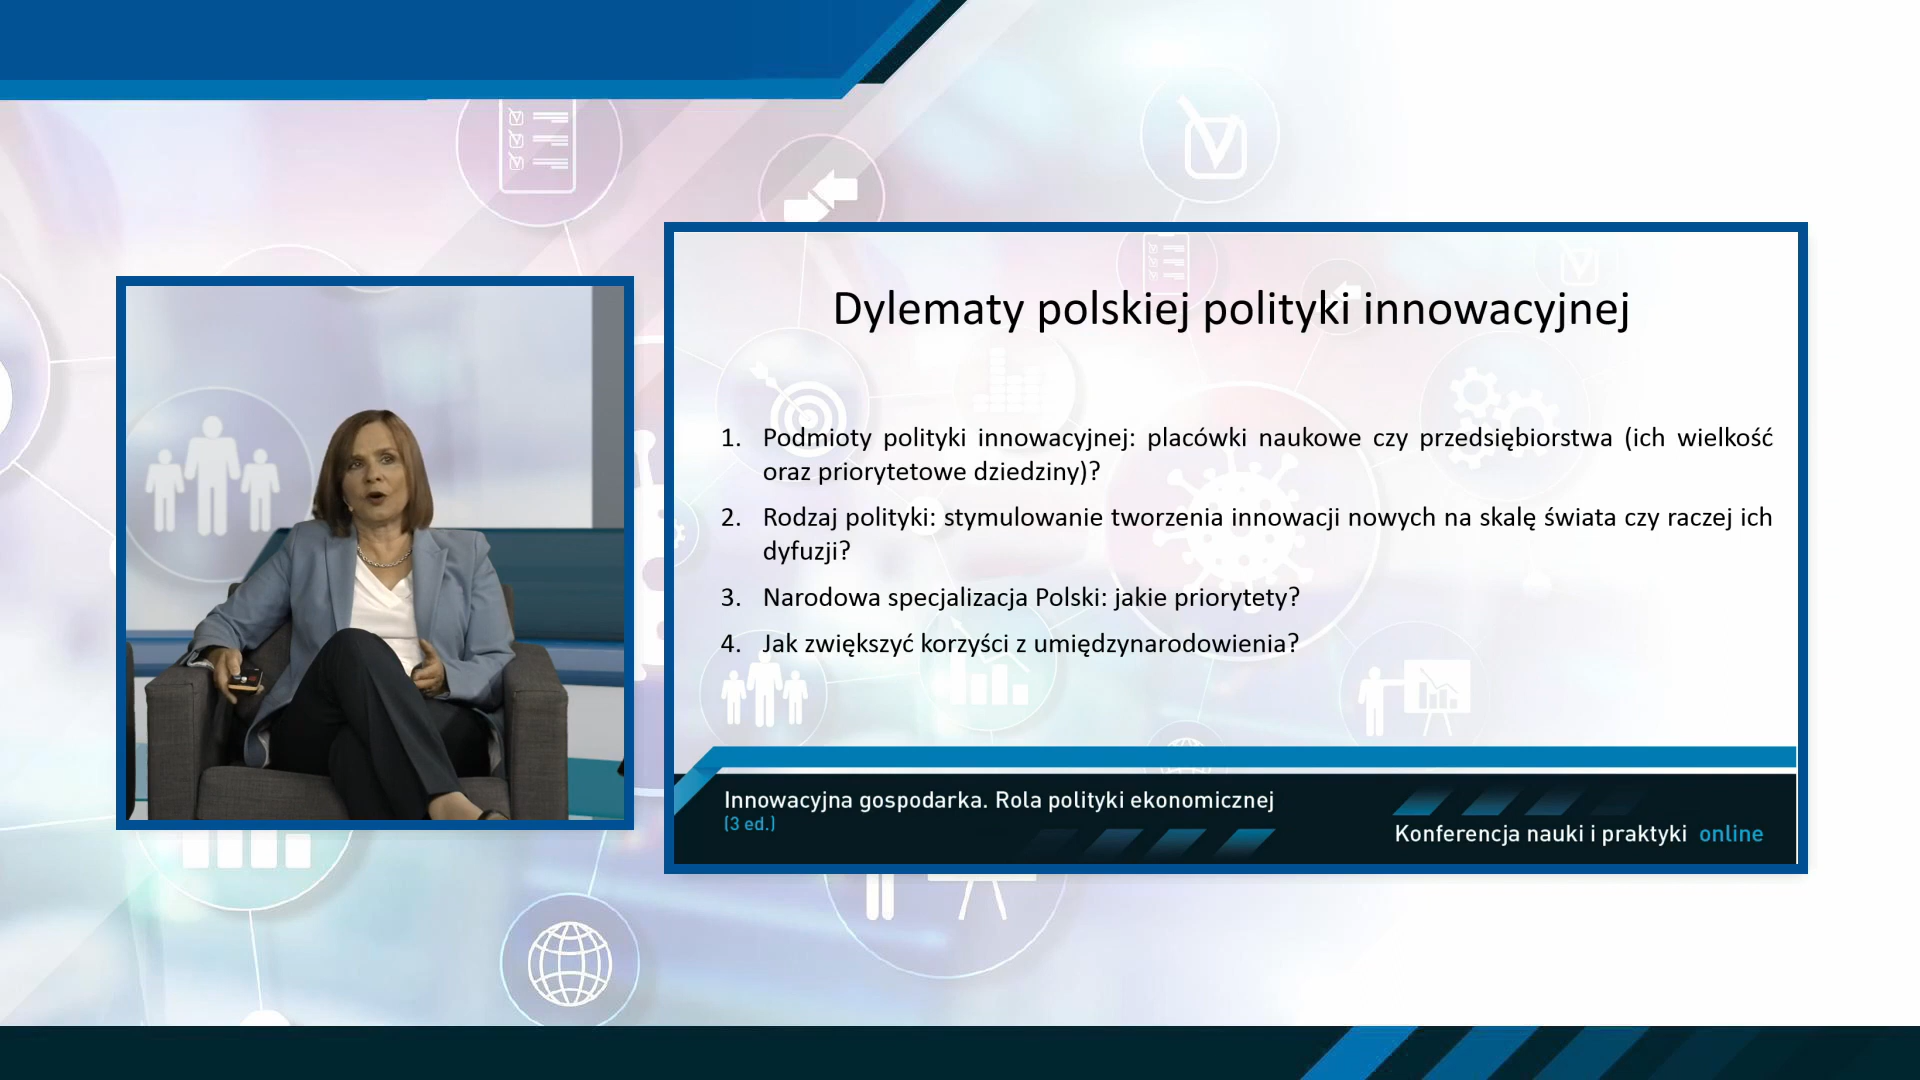 Dylematy polskiej polityki innowacyjnej
1. Podmioty polityki innowacyjnej: placówki naukowe czy przedsiębiorstwa (ich wielkość
oraz priorytetowe dziedziny)?
2. Rodzaj polityki: stymulowanie tworzenia innowacji nowych na skalę świata czy raczej ich
dyfuzji?
3. Narodowa specjalizacja Polski: jakie priorytety?
4. Jak zwiększyć korzyści z umiędzynarodowienia?
Innowacyjna gospodarka. Rola polityki ekonomicznej
(3 ed.)
Konferencja nauki i praktyki online